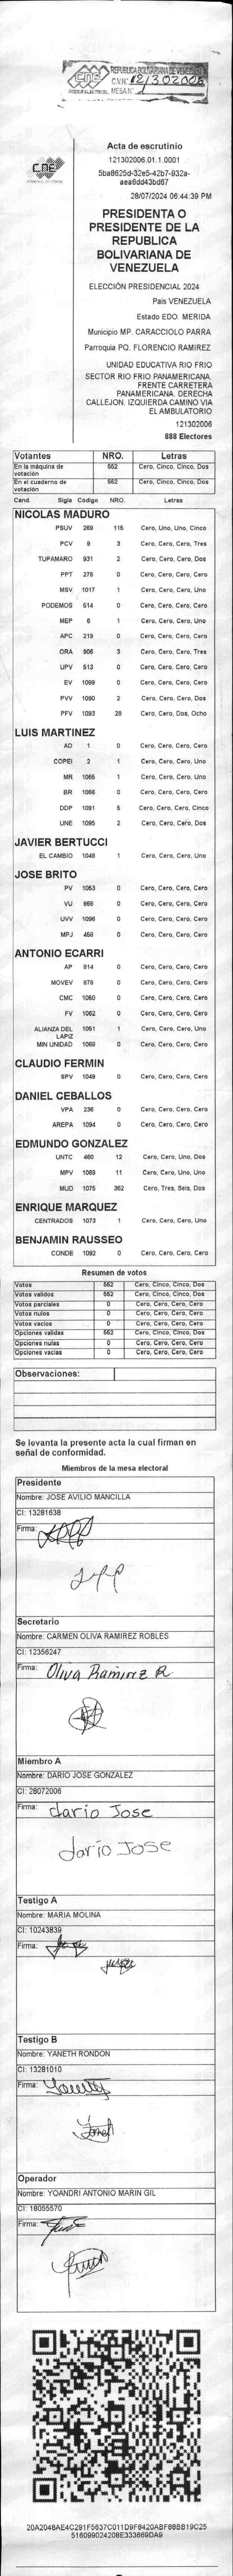 REPUBLICA BOLIVARIANA DE VENEZUELA
CNE
C.V.N° 121302006
PODER ELECTORAL MESA N° 1
CNE
Acta de escrutinio
121302006.01.1.0001
5ba8625d-32e5-42b7-832a-
aea6dd43bd67
28/07/2024 06:44:39 PM
PRESIDENTA O
PRESIDENTE DE LA
REPUBLICA
BOLIVARIANA DE
VENEZUELA
ELECCIÓN PRESIDENCIAL 2024
Pais VENEZUELA
Estado EDO. MERIDA
Municipio MP. CARACCIOLO PARRA
Parroquia PQ. FLORENCIO RAMIREZ
UNIDAD EDUCATIVA RIO FRIO
SECTOR RIO FRIO PANAMERICANA.
FRENTE CARRETERA
PANAMERICANA. DERECHA
CALLEJON. IZQUIERDA CAMINO VIA
EL AMBULATORIO
121302006
888 Electores
Votantes NRO. Letras
En la máquina de votación 552 Cero, Cinco, Cinco, Dos
En el cuaderno de votación 552 Cero, Cinco, Cinco, Dos
Cand. Sigla Código NRO. Letras
NICOLAS MADURO
PSUV 269 115 Cero, Uno, Uno, Cinco
PCV 9 3 Cero, Cero, Cero, Tres
TUPAMARO 931 2 Cero, Cero, Cero, Dos
PPT 276 0 Cero, Cero, Cero, Cero
MSV 1017 1 Cero, Cero, Cero, Uno
PODEMOS 514 0 Cero, Cero, Cero, Cero
MEP 6 1 Cero, Cero, Cero, Uno
APC 219 0 Cero, Cero, Cero, Cero
ORA 906 3 Cero, Cero, Cero, Tres
UPV 513 0 Cero, Cero, Cero, Cero
EV 1089 0 Cero, Cero, Cero, Cero
PVV 1090 2 Cero, Cero, Cero, Dos
PFV 1093 28 Cero, Cero, Dos, Ocho
LUIS MARTINEZ
AD 1 0 Cero, Cero, Cero, Cero
COPEI 2 1 Cero, Cero, Cero, Uno
MR 1065 1 Cero, Cero, Cero, Uno
BR 1066 0 Cero, Cero, Cero, Cero
DDP 1091 5 Cero, Cero, Cero, Cinco
UNE 1095 2 Cero, Cero, Cero, Dos
JAVIER BERTUCCI
EL CAMBIO 1048 1 Cero, Cero, Cero, Uno
JOSE BRITO
PV 1053 0 Cero, Cero, Cero, Cero
VU 868 0 Cero, Cero, Cero, Cero
UVV 1096 0 Cero, Cero, Cero, Cero
MPJ 458 0 Cero, Cero, Cero, Cero
ANTONIO ECARRI
AP 814 0 Cero, Cero, Cero, Cero
MOVEV 878 0 Cero, Cero, Cero, Cero
CMC 1050 0 Cero, Cero, Cero, Cero
FV 1052 0 Cero, Cero, Cero, Cero
ALIANZA DEL LAPIZ 1051 1 Cero, Cero, Cero, Uno
MIN UNIDAD 1068 0 Cero, Cero, Cero, Cero
CLAUDIO FERMIN
SPV 1049 0 Cero, Cero, Cero, Cero
DANIEL CEBALLOS
VPA 236 0 Cero, Cero, Cero, Cero
AREPA 1094 0 Cero, Cero, Cero, Cero
EDMUNDO GONZALEZ
UNTC 460 12 Cero, Cero, Uno, Dos
MPV 1069 11 Cero, Cero, Uno, Uno
MUD 1075 362 Cero, Tres, Seis, Dos
ENRIQUE MARQUEZ
CENTRADOS 1073 1 Cero, Cero, Cero, Uno
BENJAMIN RAUSSEO
CONDE 1092 0 Cero, Cero, Cero, Cero
Resumen de votos
Votos 552 Cero, Cinco, Cinco, Dos
Votos validos 552 Cero, Cinco, Cinco, Dos
Votos parciales 0 Cero, Cero, Cero, Cero
Votos nulos 0 Cero, Cero, Cero, Cero
Votos vacios 0 Cero, Cero, Cero, Cero
Opciones validas 552 Cero, Cinco, Cinco, Dos
Opciones nulas 0 Cero, Cero, Cero, Cero
Opciones vacias 0 Cero, Cero, Cero, Cero
Observaciones:
Se levanta la presente acta la cual firman en
señal de conformidad.
Miembros de la mesa electoral
Presidente
Nombre: JOSE AVILIO MANCILLA
CI: 13281638
Firma:
Secretario
Nombre: CARMEN OLIVA RAMIREZ ROBLES
CI: 12356247
Firma: Oliva Ramirez R
Miembro A
Nombre: DARIO JOSE GONZALEZ
CI: 28072006
Firma: dario Jose
dario Jose
Testigo A
Nombre: MARIA MOLINA
CI: 10243839
Firma:
Testigo B
Nombre: YANETH RONDON
CI: 13281010
Firma:
Operador
Nombre: YOANDRI ANTONIO MARIN GIL
CI: 18055570
Firma:
20A2048AE4C291F5637C011D9F8420ABF88BB19C25
516099024208E333669DA9